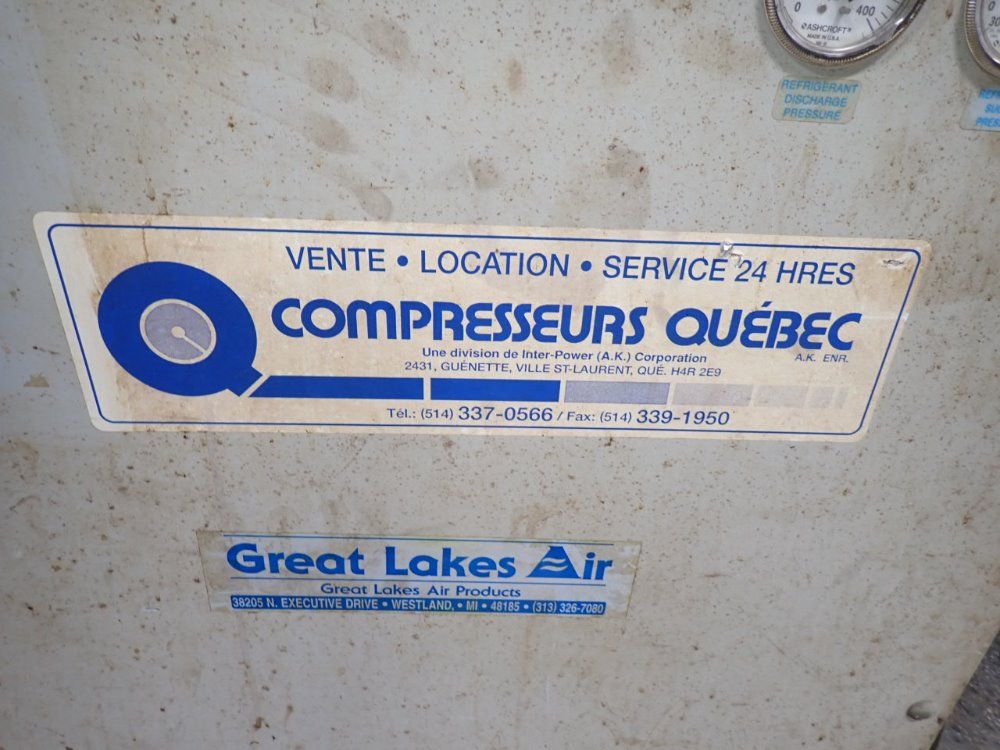 0 400
ASHCROFT®
MADE IN U.S.A.
REFRIGERANT
DISCHARGE
PRESSURE
0
VENTE • LOCATION • SERVICE 24 HRES
COMPRESSEURS QUÉBEC
A.K. ENR.
Une division de Inter-Power (A.K.) Corporation
2431, GUÉNETTE, VILLE ST-LAURENT, QUÉ. H4R 2E9
Tél.: (514) 337-0566 / Fax: (514) 339-1950
Great Lakes Air
Great Lakes Air Products
38205 N. EXECUTIVE DRIVE • WESTLAND, • MI • 48185 • (313) 326-7080